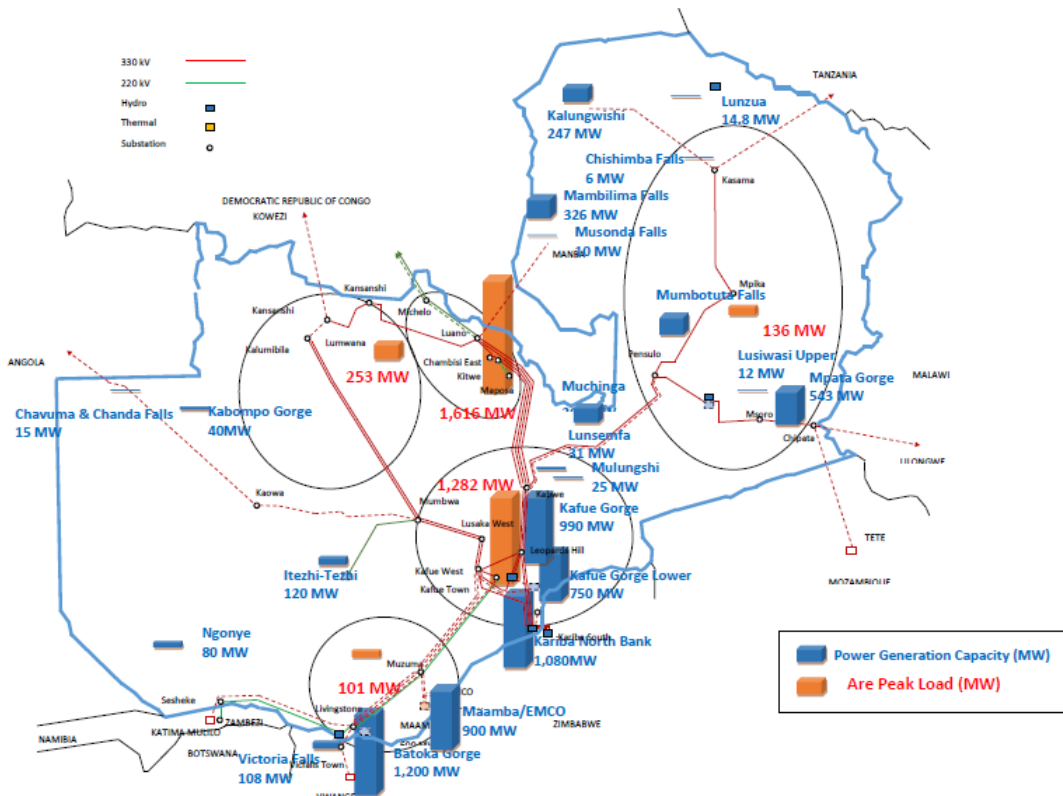 330 kV
220 kV
Hydro
Thermal
Substation
TANZANIA
Kalungwishi
247 MW
Lunzua
14.8 MW
Chishimba Falls
6 MW
Kasama
DEMOCRATIC REPUBLIC OF CONGO
KOWEZI
Mambilima Falls
326 MW
Musonda Falls
10 MW
Kansanshi
Michelo
Mpika
Mumbotuta Falls
136 MW
Kansanshi
Lumwana
Luano
Kalumbila
253 MW
Chambisi East
Kitwe
Maposa
Pensulo
Lusiwasi Upper
12 MW
ANGOLA
MALAWI
Mpata Gorge
543 MW
Chavuma & Chanda Falls
15 MW
Kabompo Gorge
40MW
1,616 MW
Muchinga
Lunsemfa
31 MW
Msoro
Chipata
Mulungshi
25 MW
1,282 MW
Kabwe
Kaowa
Mumbwa
Lusaka West
Kafue Gorge
990 MW
Leopards Hill
TETE
Itezhi-Tezhi
120 MW
Kafue West
Kafue Town
Kafue Gorge Lower
750 MW
MOZAMBIQUE
Kariba South
Kariba North Bank
1,080MW
Ngonye
80 MW
Muzuma
101 MW
Power Generation Capacity (MW)
Are Peak Load (MW)
Sesheke
Livingstone
Maamba/EMCO
900 MW
ZIMBABWE
ZAMBEZI
KATIMA MULILO
NAMIBIA
BOTSWANA
Victoria Falls
108 MW
Batoka Gorge
1,200 MW